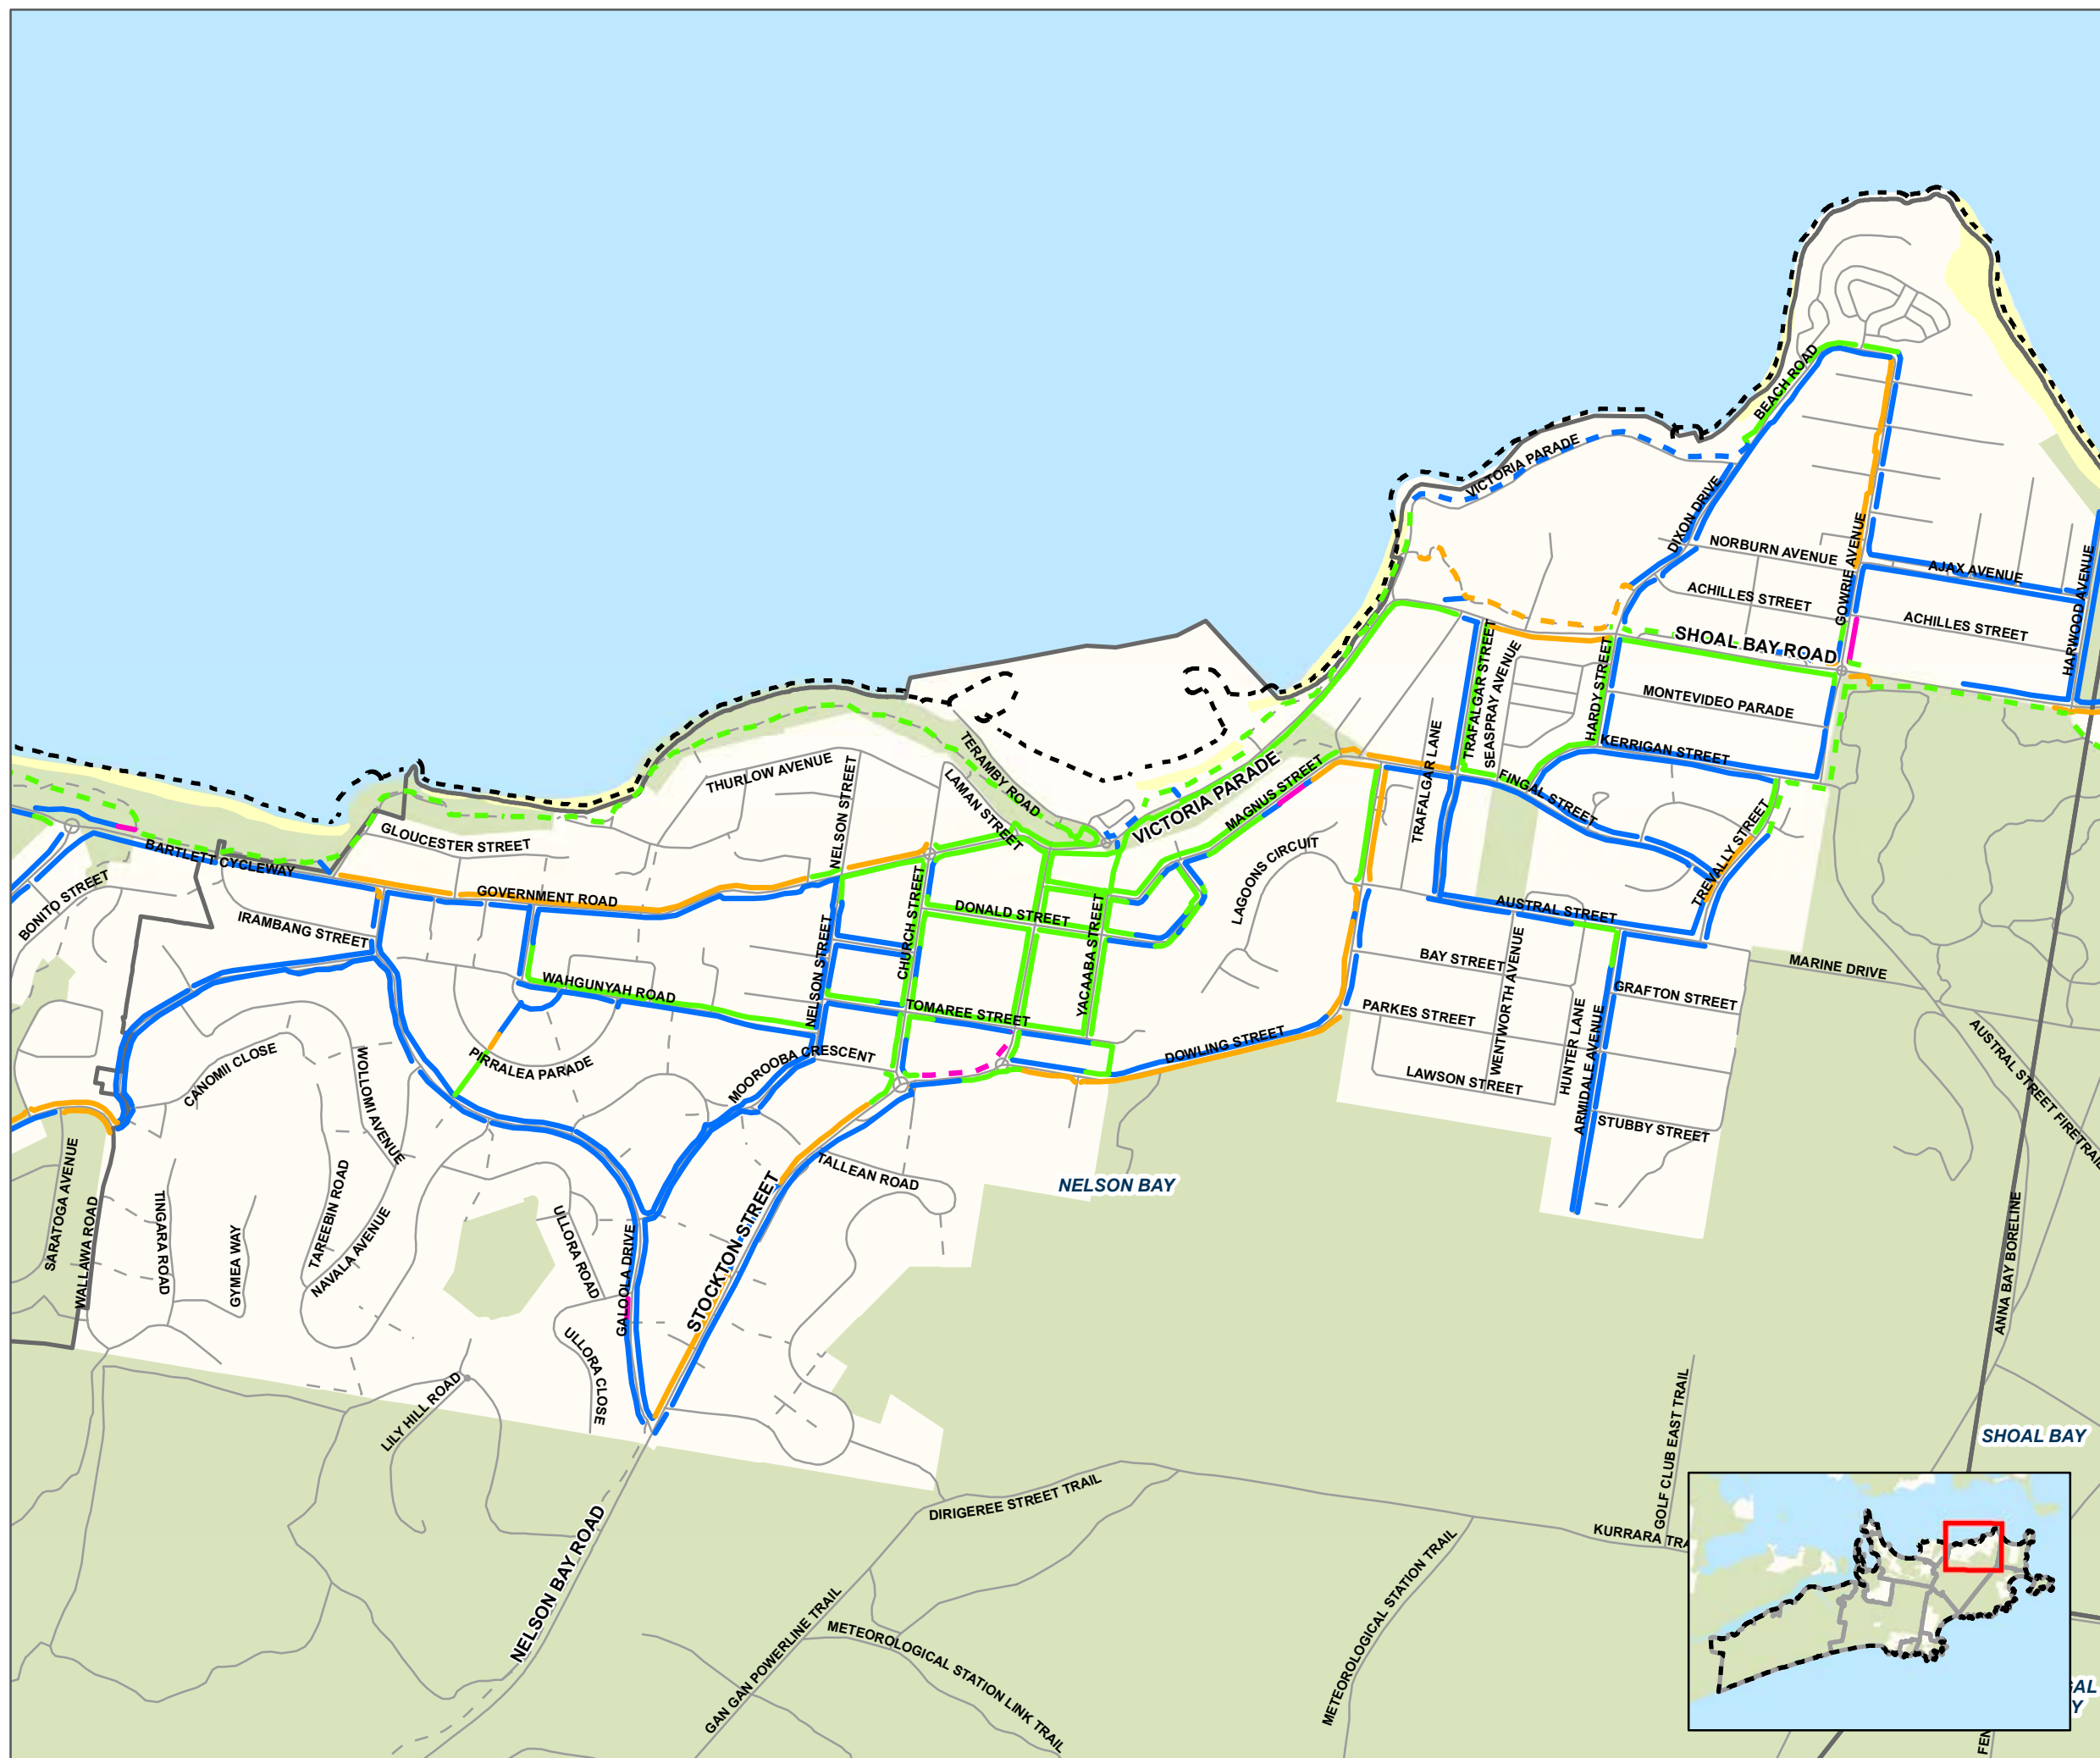 BEACH ROAD
VICTORIA PARADE
DIXON DRIVE
NORBURN AVENUE
GOWRIE AVENUE
AJAX AVENUE
HARWOOD AVENUE
ACHILLES STREET
ACHILLES STREET
SHOAL BAY ROAD
TRAFALGAR STREET
SEASPRAY AVENUE
HARDY STREET
MONTEVIDEO PARADE
KERRIGAN STREET
FINGAL STREET
TRAFALGAR LANE
TREVALLY STREET
TERAMBY ROAD
THURLOW AVENUE
LAMAN STREET
VICTORIA PARADE
MAGNUS STREET
NELSON STREET
GLOUCESTER STREET
BARTLETT CYCLEWAY
BONITO STREET
GOVERNMENT ROAD
IRAMBANG STREET
CHURCH STREET
DONALD STREET
YACAABA STREET
LAGOONS CIRCUIT
AUSTRAL STREET
NELSON STREET
WAHGUNYAH ROAD
TOMAREE STREET
BAY STREET
WENTWORTH AVENUE
MARINE DRIVE
GRAFTON STREET
PARKES STREET
HUNTER LANE
ARMIDALE AVENUE
DOWLING STREET
LAWSON STREET
STUBBY STREET
AUSTRAL STREET FIRETRAIL
PIRRALEA PARADE
MOOROOBA CRESCENT
CANOMII CLOSE
WOLLOMI AVENUE
TALLEAN ROAD
NELSON BAY
SARATOGA AVENUE
WALLAWA ROAD
TINGARA ROAD
GYMEA WAY
TAREEBIN ROAD
NAVALA AVENUE
ULLORA ROAD
GALOOLA DRIVE
STOCKTON STREET
ULLORA CLOSE
LILY HILL ROAD
ANNA BAY BORELINE
SHOAL BAY
GOLF CLUB EAST TRAIL
DIRIGEREE STREET TRAIL
KURRARA TRA
NELSON BAY ROAD
GAN GAN POWERLINE TRAIL
METEOROLOGICAL STATION LINK TRAIL
METEOROLOGICAL STATION TRAIL
GAL
Y
FEN